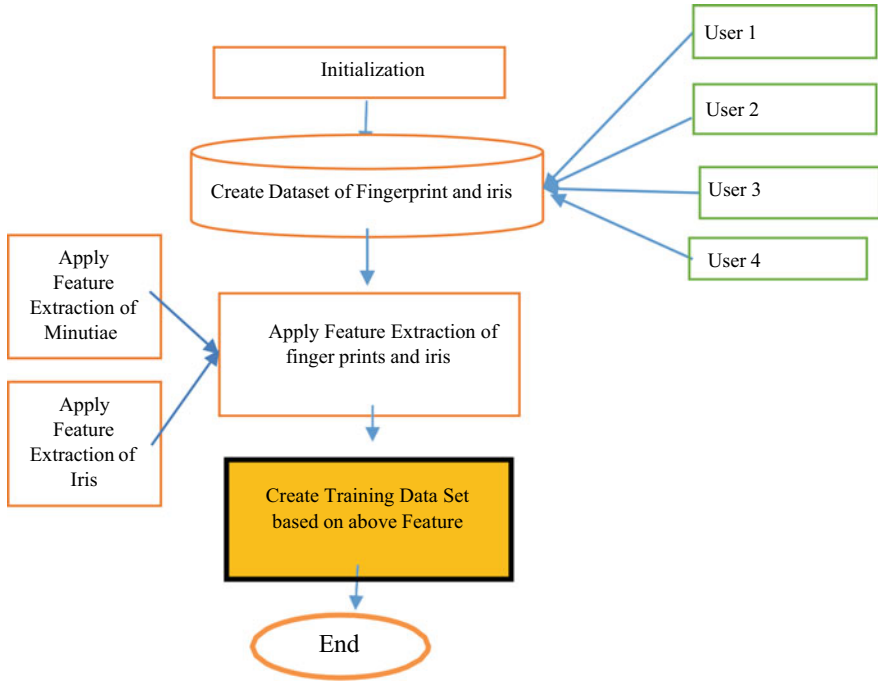 Initialization
User 1
User 2
User 3
User 4
Create Dataset of Fingerprint and iris
Apply
Feature
Extraction of
Minutiae
Apply Feature Extraction of
finger prints and iris
Apply
Feature
Extraction of
Iris
Create Training Data Set
based on above Feature
End